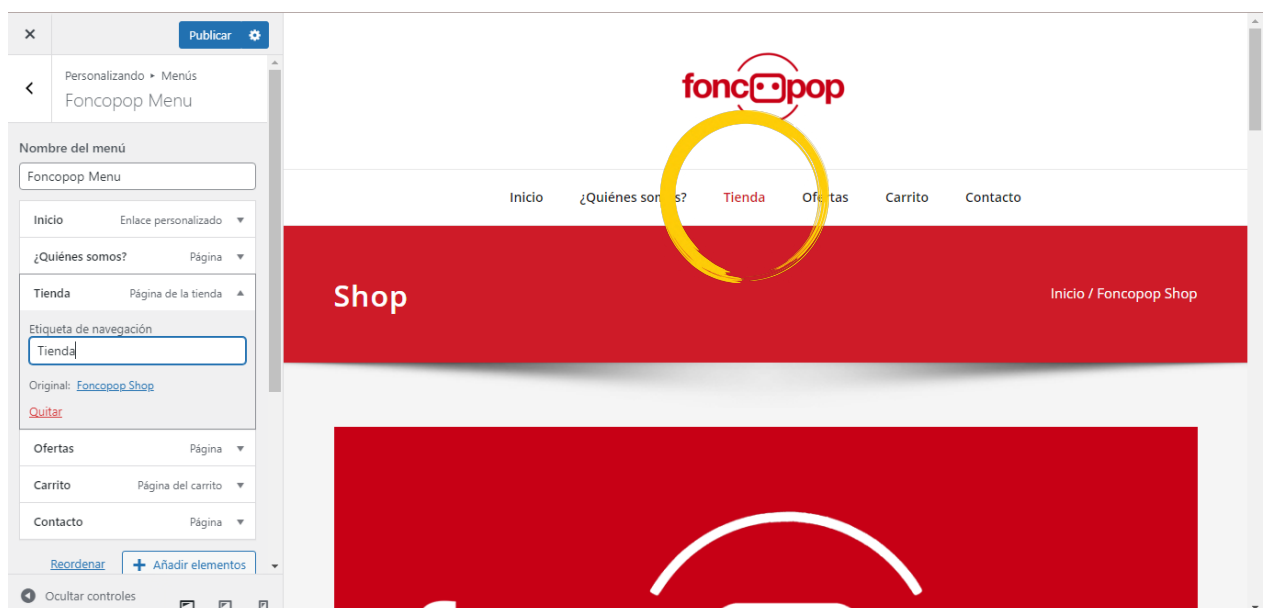 Publicar
Personalizando ▸ Menús
Foncopop Menu
Nombre del menú
Foncopop Menu
Inicio Enlace personalizado
¿Quiénes somos? Página
Tienda Página de la tienda
Etiqueta de navegación
Tienda
Original: Foncopop Shop
Quitar
Ofertas Página
Carrito Página del carrito
Contacto Página
Reordenar + Añadir elementos
Ocultar controles
foncopop
Inicio ¿Quiénes somos? Tienda Ofertas Carrito Contacto
Shop Inicio / Foncopop Shop